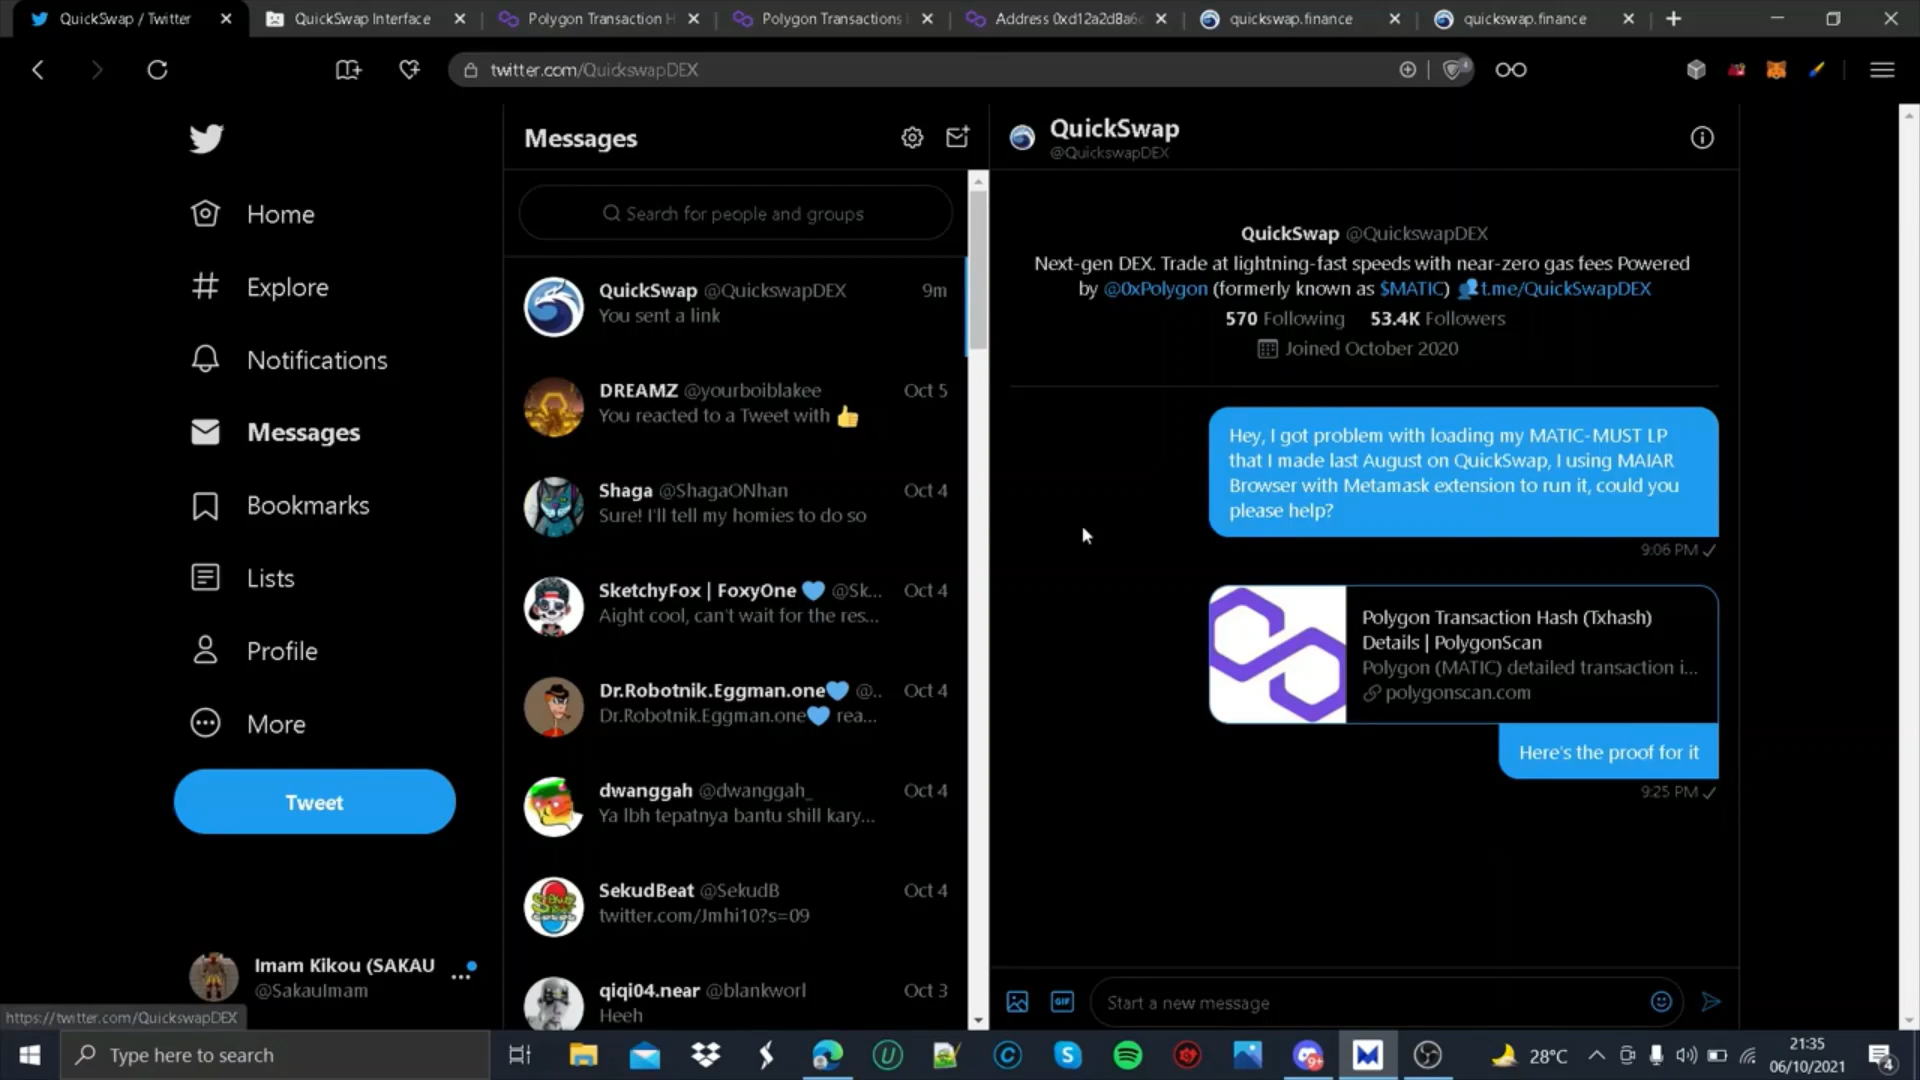 QuickSwap / Twitter
QuickSwap Interface
Polygon Transaction H
Polygon Transactions
Address 0xd12a2d8a6
quickswap.finance
quickswap.finance
twitter.com/QuickswapDEX
Home
Explore
Notifications
Messages
Bookmarks
Lists
Profile
More
Tweet
Imam Kikou (SAKAU
@SakauImam
https://twitter.com/QuickswapDEX
Messages
Search for people and groups
QuickSwap @QuickswapDEX 9m
You sent a link
DREAMZ @yourboiblakee Oct 5
You reacted to a Tweet with 👍
Shaga @ShagaONhan Oct 4
Sure! I'll tell my homies to do so
SketchyFox | FoxyOne 💙 @Sk... Oct 4
Aight cool, can't wait for the res...
Dr.Robotnik.Eggman.one💙 @.. Oct 4
Dr.Robotnik.Eggman.one💙 rea...
dwanggah @dwanggah_ Oct 4
Ya lbh tepatnya bantu shill kary...
SekudBeat @SekudB Oct 4
twitter.com/Jmhi10?s=09
qiqi04.near @blankworl Oct 3
Heeh
QuickSwap
@QuickswapDEX
QuickSwap @QuickswapDEX
Next-gen DEX. Trade at lightning-fast speeds with near-zero gas fees Powered
by @0xPolygon (formerly known as $MATIC) 👥t.me/QuickSwapDEX
570 Following 53.4K Followers
Joined October 2020
Hey, I got problem with loading my MATIC-MUST LP
that I made last August on QuickSwap, I using MAIAR
Browser with Metamask extension to run it, could you
please help?
9:06 PM ✓
Polygon Transaction Hash (Txhash)
Details | PolygonScan
Polygon (MATIC) detailed transaction i...
polygonscan.com
Here's the proof for it
9:25 PM ✓
GIF
Start a new message
Type here to search
9+
28°C
21:35
06/10/2021
4